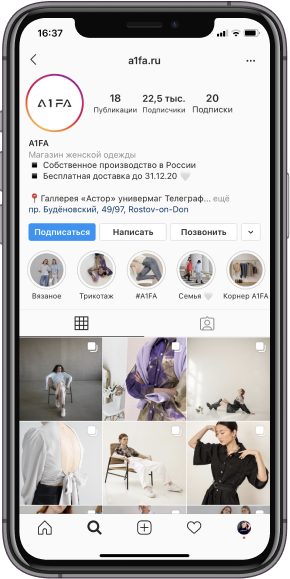 16:37
a1fa.ru
Λ1FΛ
18
22,5 тыс.
20
Публикации
Подписчики
Подписки
A1FA
Магазин женской одежды
Собственное производство в России
Бесплатная доставка до 31.12.20
Галлерея «Астор» универмаг Телеграф... ещё
пр. Будёновский, 49/97, Rostov-on-Don
Подписаться
Написать
Позвонить
Вязаное
Трикотаж
#A1FA
Семья
Корнер A1FA